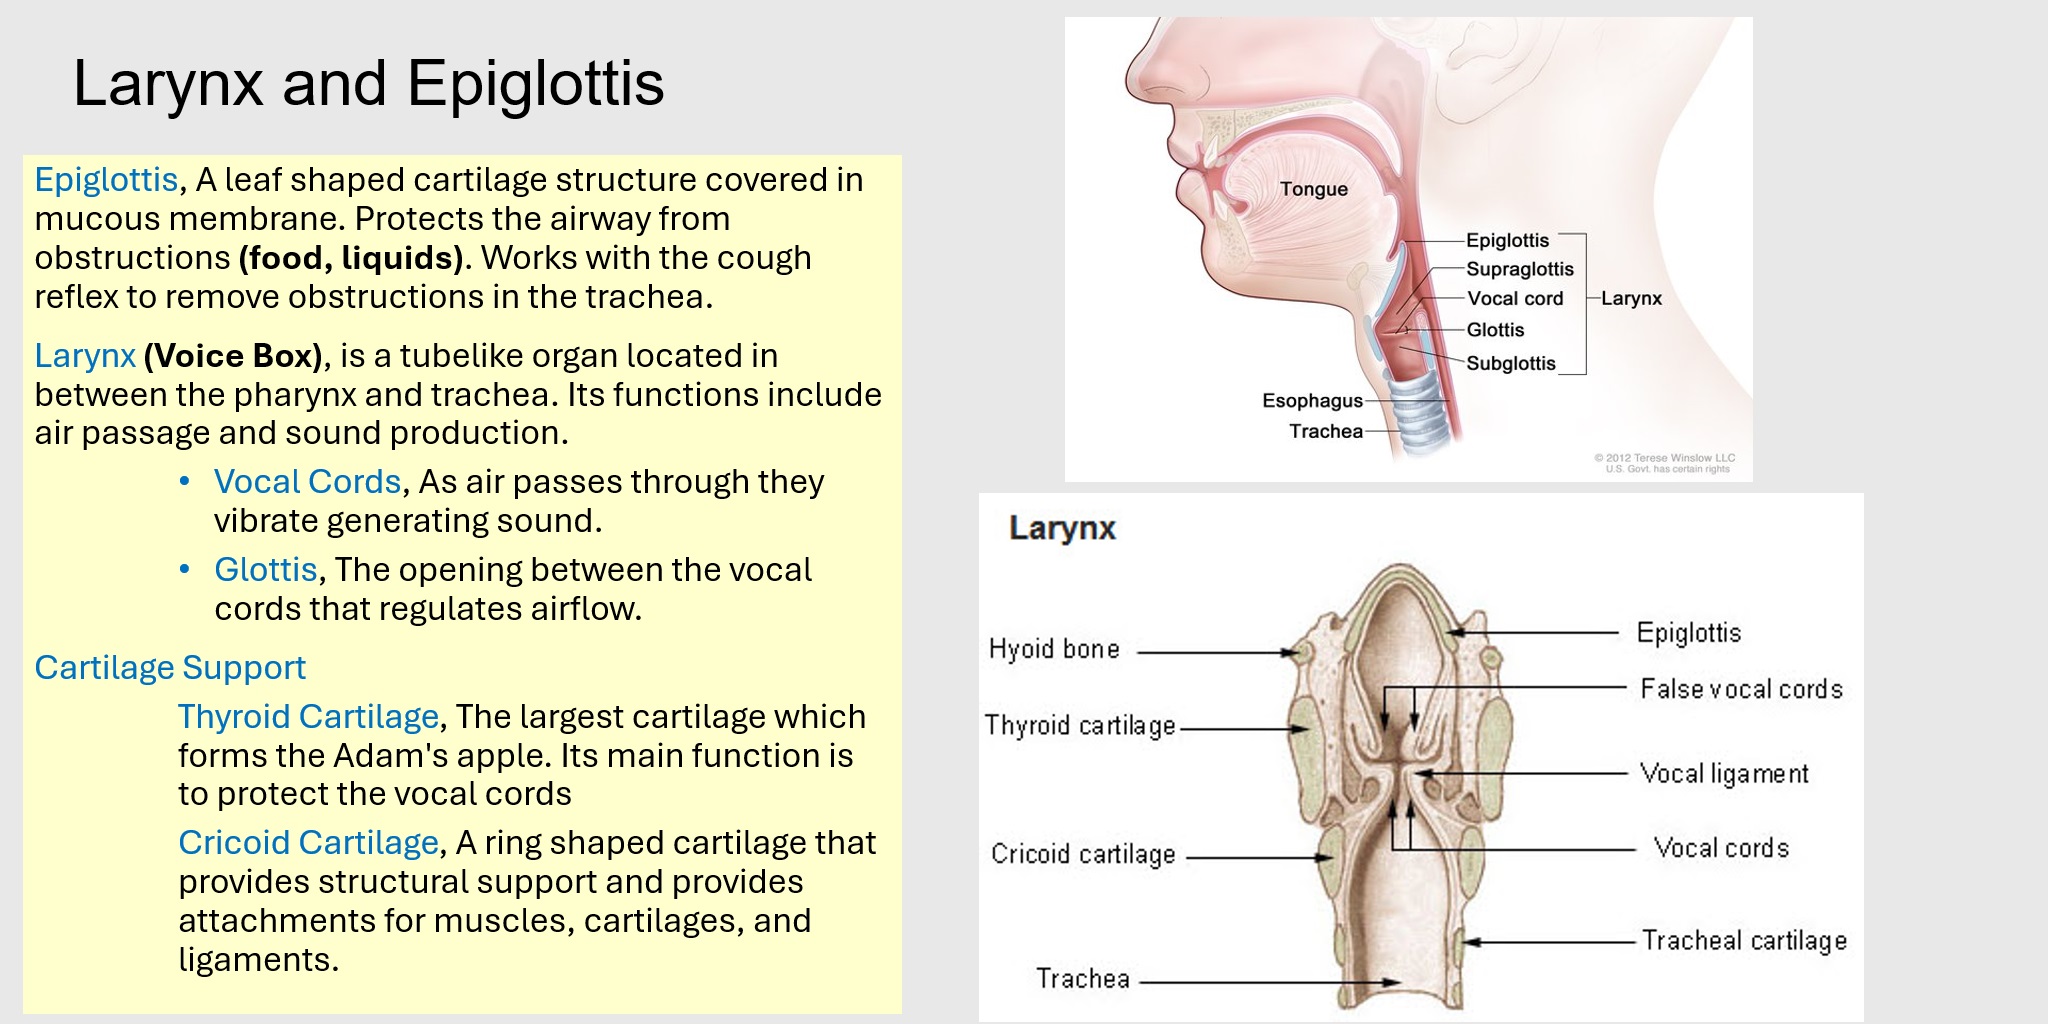 Larynx and Epiglottis
Epiglottis, A leaf shaped cartilage structure covered in
mucous membrane. Protects the airway from
obstructions (food, liquids). Works with the cough
reflex to remove obstructions in the trachea.
Larynx (Voice Box), is a tubelike organ located in
between the pharynx and trachea. Its functions include
air passage and sound production.
• Vocal Cords, As air passes through they
vibrate generating sound.
• Glottis, The opening between the vocal
cords that regulates airflow.
Cartilage Support
Thyroid Cartilage, The largest cartilage which
forms the Adam's apple. Its main function is
to protect the vocal cords
Cricoid Cartilage, A ring shaped cartilage that
provides structural support and provides
attachments for muscles, cartilages, and
ligaments.
Tongue
Epiglottis
Supraglottis
Vocal cord
Glottis
Subglottis
Larynx
Esophagus
Trachea
© 2012 Terese Winslow LLC
U.S. Govt. has certain rights
Larynx
Hyoid bone
Thyroid cartilage
Cricoid cartilage
Trachea
Epiglottis
False vocal cords
Vocal ligament
Vocal cords
Tracheal cartilage